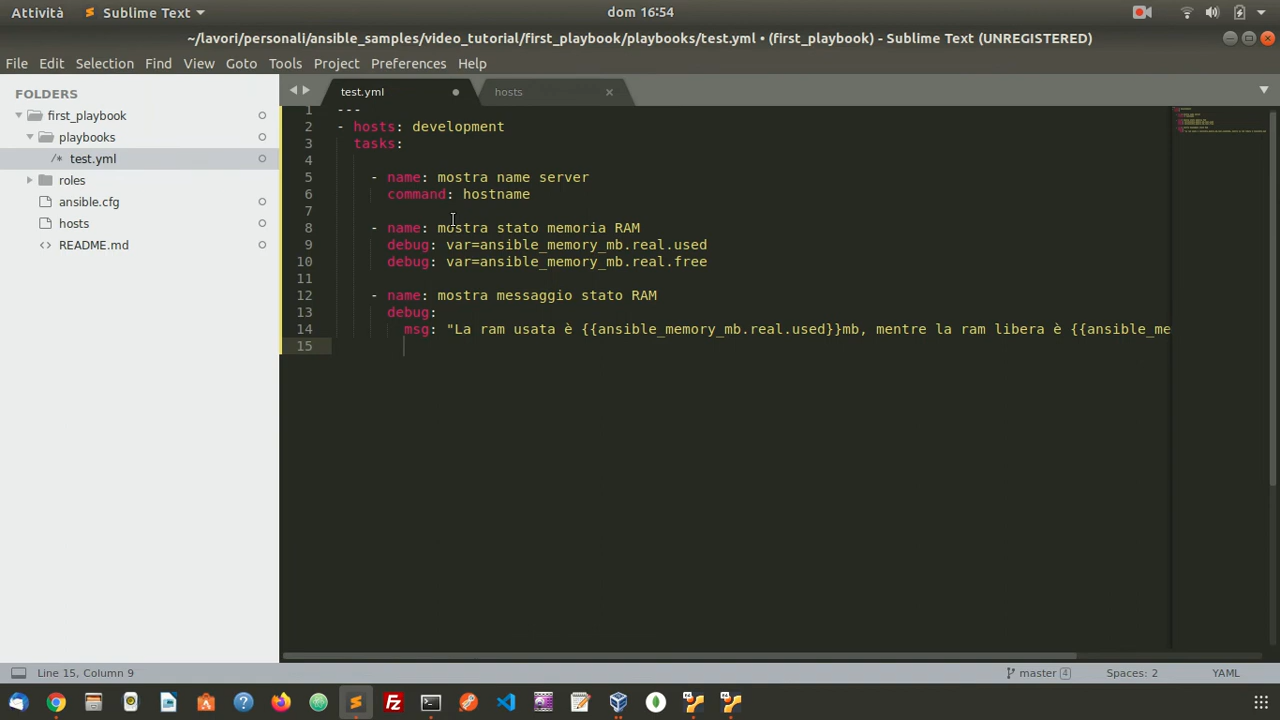 Attività
Sublime Text
dom 16:54
~/lavori/personali/ansible_samples/video_tutorial/first_playbook/playbooks/test.yml • (first_playbook) - Sublime Text (UNREGISTERED)
File Edit Selection Find View Goto Tools Project Preferences Help
FOLDERS
first_playbook
playbooks
/* test.yml
roles
ansible.cfg
hosts
<> README.md
test.yml
hosts
1 ---
2 - hosts: development
3 tasks:
4
5 - name: mostra name server
6 command: hostname
7
8 - name: mostra stato memoria RAM
9 debug: var=ansible_memory_mb.real.used
10 debug: var=ansible_memory_mb.real.free
11
12 - name: mostra messaggio stato RAM
13 debug:
14 msg: "La ram usata è {{ansible_memory_mb.real.used}}mb, mentre la ram libera è {{ansible_me
15
Line 15, Column 9
master 4
Spaces: 2
YAML